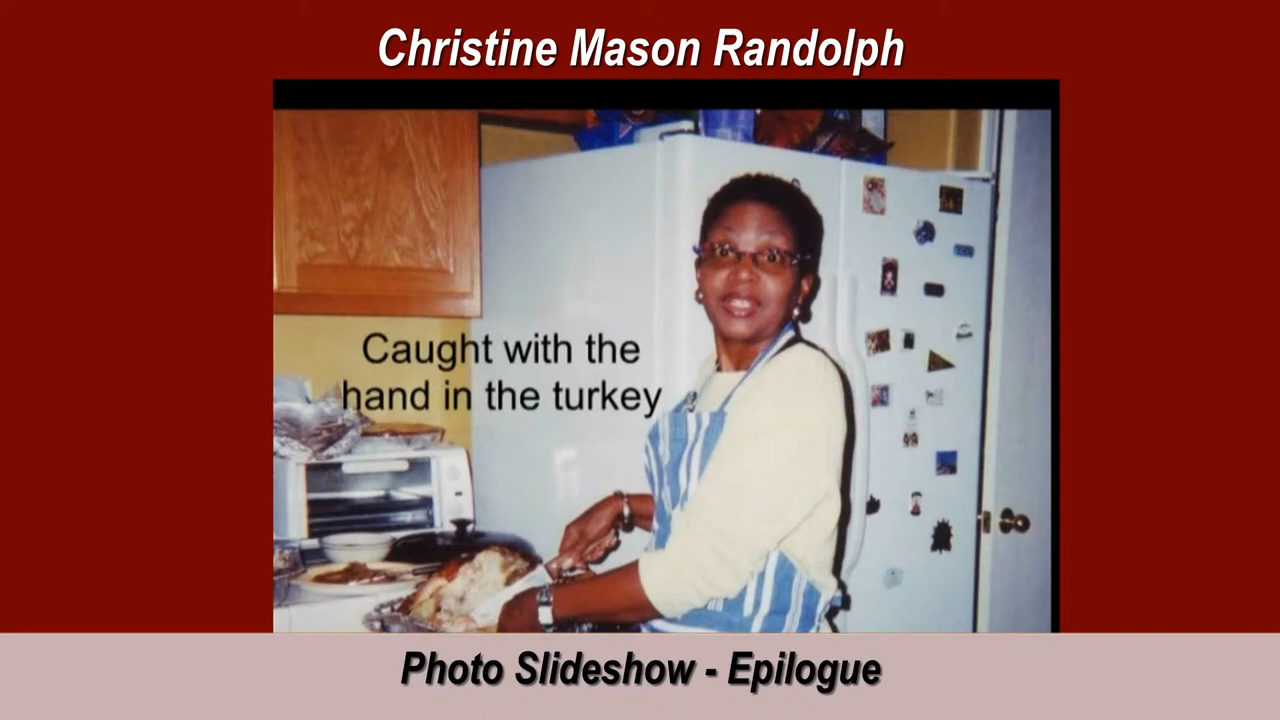 Christine Mason Randolph
Caught with the
hand in the turkey
Photo Slideshow - Epilogue